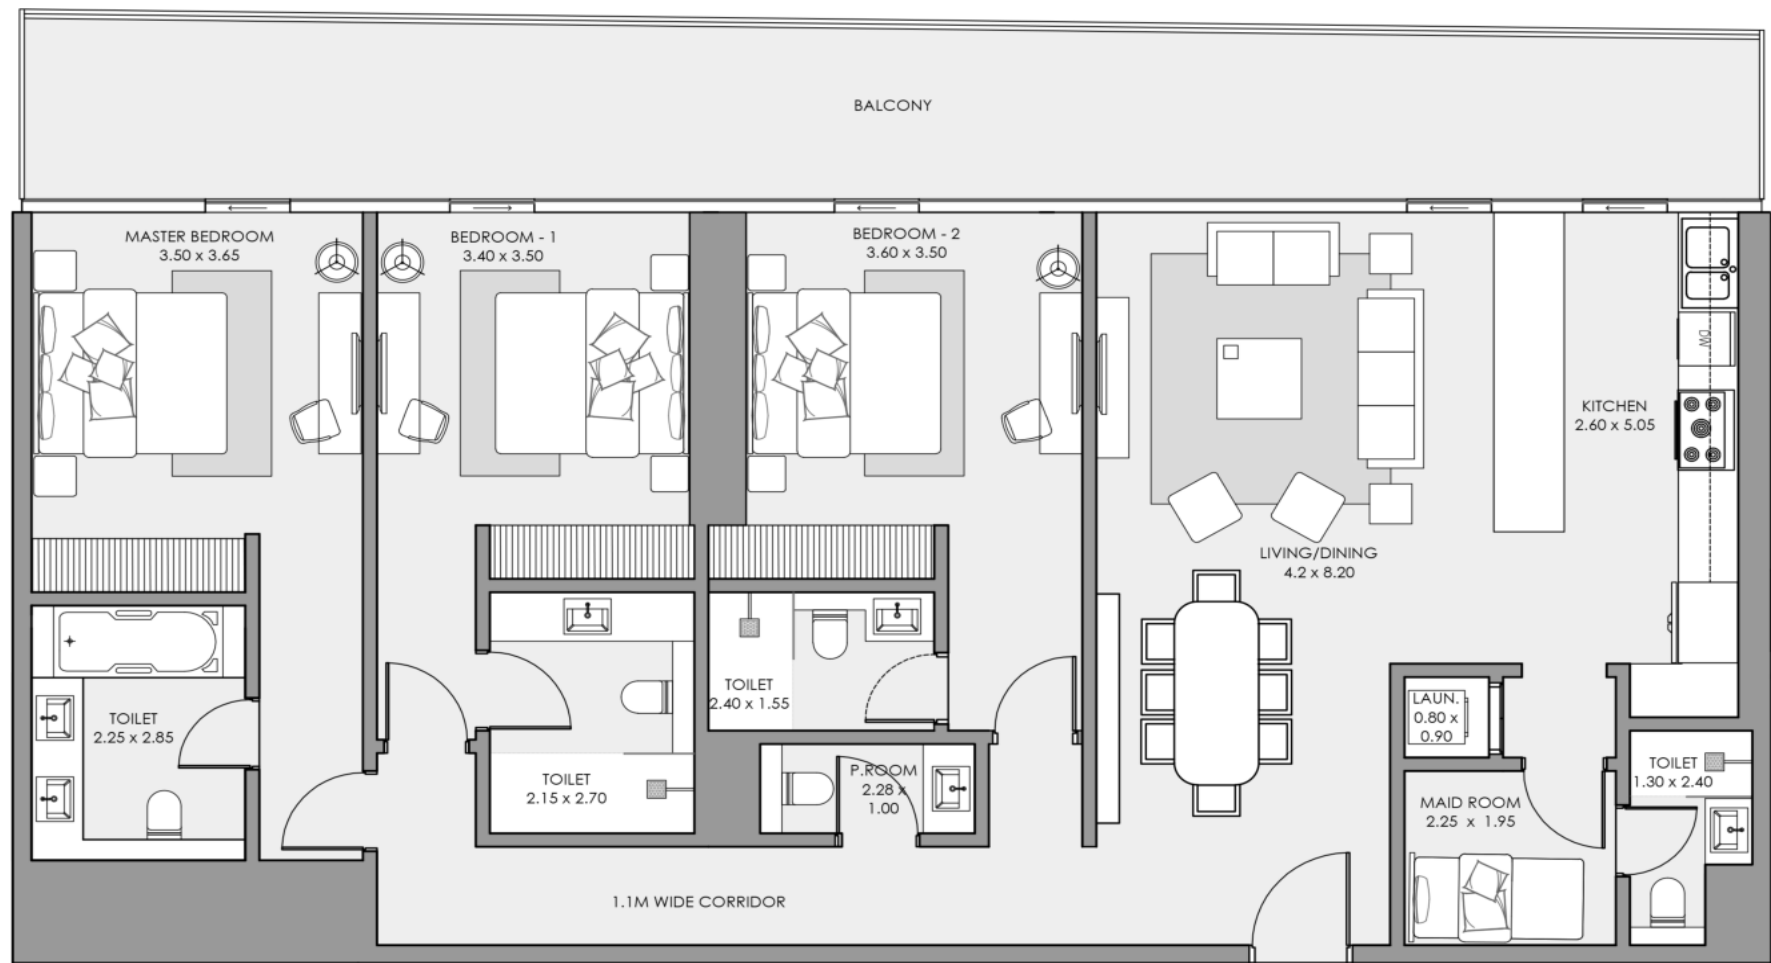 BALCONY
MASTER BEDROOM
3.50 x 3.65
BEDROOM - 1
3.40 x 3.50
BEDROOM - 2
3.60 x 3.50
DW
KITCHEN
2.60 x 5.05
LIVING/DINING
4.2 x 8.20
TOILET
2.25 x 2.85
TOILET
2.15 x 2.70
TOILET
2.40 x 1.55
P.ROOM
2.28 x
1.00
LAUN.
0.80 x
0.90
TOILET
1.30 x 2.40
MAID ROOM
2.25 x 1.95
1.1M WIDE CORRIDOR